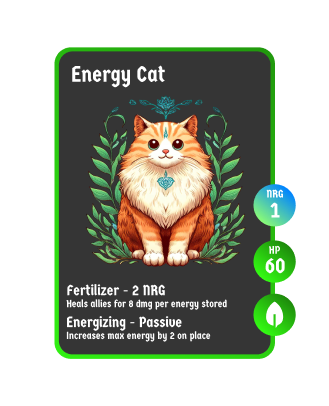 Energy Cat
NRG
1
HP
60
Fertilizer - 2 NRG
Heals allies for 8 dmg per energy stored
Energizing - Passive
Increases max energy by 2 on place